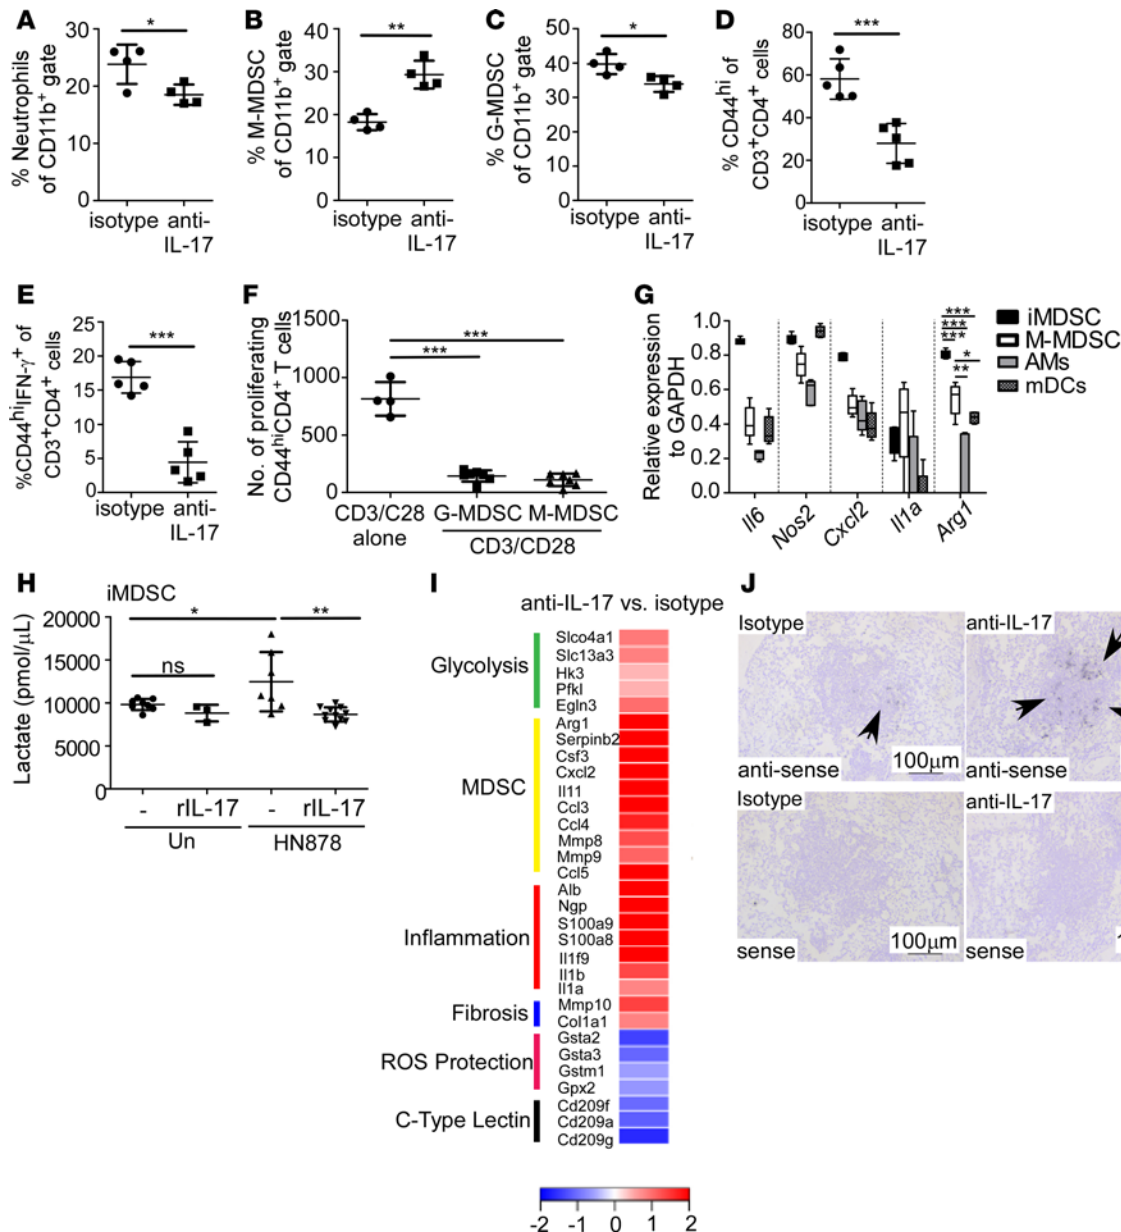 A
% Neutrophils
of CD11b+ gate
30
20
10
0
*
isotype
anti-
IL-17
B
% M-MDSC
of CD11b+ gate
40
30
20
10
0
**
isotype
anti-
IL-17
C
% G-MDSC
of CD11b+ gate
50
40
30
20
10
0
*
isotype
anti-
IL-17
D
% CD44hi of
CD3+CD4+ cells
80
60
40
20
0
***
isotype
anti-
IL-17
E
%CD44hiIFN-γ+ of
CD3+CD4+ cells
25
20
15
10
5
0
***
isotype
anti-
IL-17
F
No. of proliferating
CD44hiCD4+ T cells
1500
1000
500
0
***
***
CD3/C28
alone
G-MDSC
M-MDSC
CD3/CD28
G
Relative expression
to GAPDH
1.0
0.8
0.6
0.4
0.2
0.0
***
***
***
*
**
iMDSC
M-MDSC
AMs
mDCs
Il6
Nos2
Cxcl2
Il1a
Arg1
H
iMDSC
Lactate (pmol/μL)
20000
15000
10000
5000
0
*
**
ns
-
rIL-17
-
rIL-17
Un
HN878
I
anti-IL-17 vs. isotype
Glycolysis
Slco4a1
Slc13a3
Hk3
Pfkl
Egln3
MDSC
Arg1
Serpinb2
Csf3
Cxcl2
Il11
Ccl3
Ccl4
Mmp8
Mmp9
Ccl5
Inflammation
Alb
Ngp
S100a9
S100a8
Il1f9
Il1b
Il1a
Fibrosis
Mmp10
Col1a1
ROS Protection
Gsta2
Gsta3
Gstm1
Gpx2
C-Type Lectin
Cd209f
Cd209a
Cd209g
-2 -1 0 1 2
J
Isotype
anti-sense
100μm
anti-IL-17
anti-sense
Isotype
sense
100μm
anti-IL-17
sense